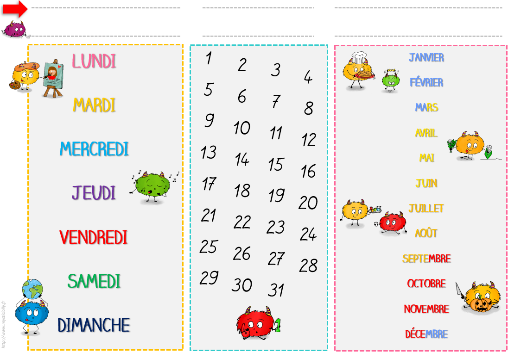 LUNDI
MARDI
MERCREDI
JEUDI
VENDREDI
SAMEDI
DIMANCHE
1 2 3 4
5 6 7 8
9 10 11 12
13 14 15 16
17 18 19 20
21 22 23 24
25 26 27 28
29 30 31
JANVIER
FÉVRIER
MARS
AVRIL
MAI
JUIN
JUILLET
AOÛT
SEPTEMBRE
OCTOBRE
NOVEMBRE
DÉCEMBRE